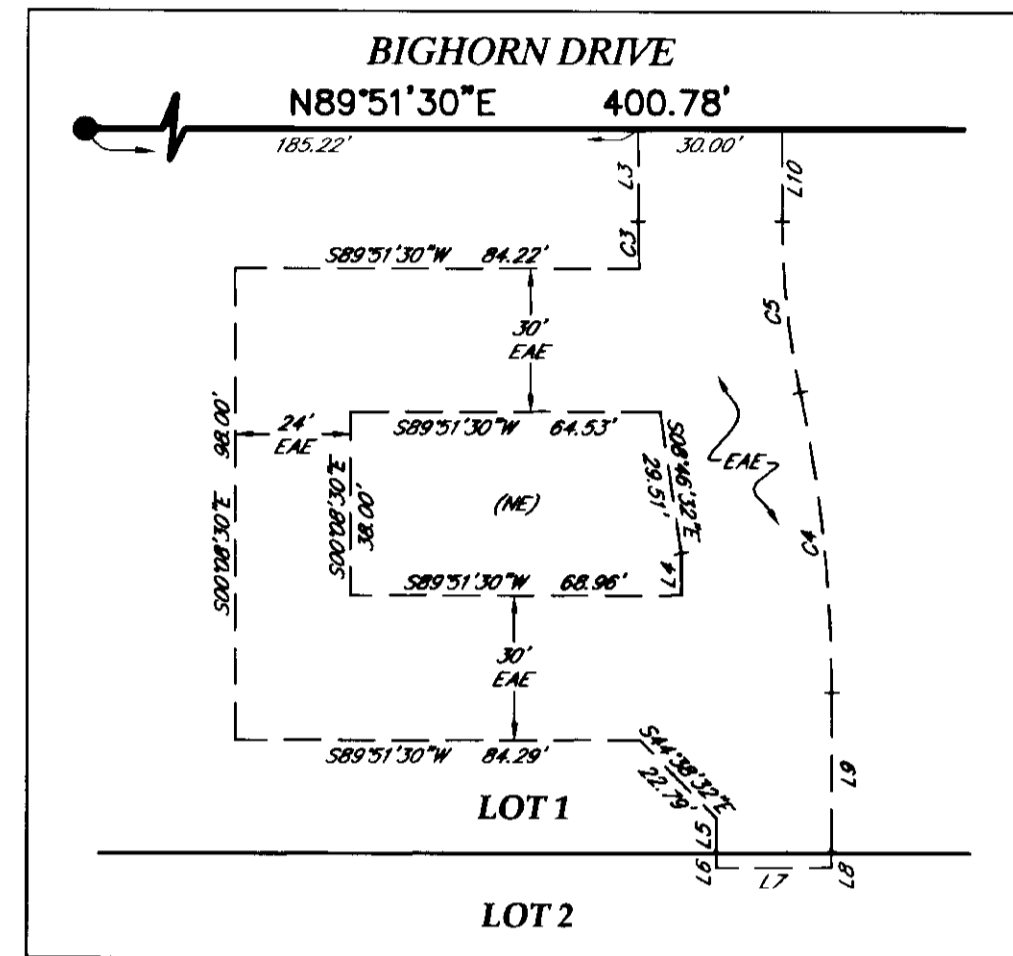 BIGHORN DRIVE
N89°51'30"E 400.78'
185.22' 30.00'
L3
L10
C3
S89°51'30"W 84.22'
C5
30'
EAE
98.00'
S00°08'30"E
24'
EAE
S89°51'30"W 64.53'
S08°46'32"E
29.51'
EAE
S00°08'30"E
38.00'
(NE)
C4
L4
S89°51'30"W 68.96'
30'
EAE
S89°51'30"W 84.29'
S44°38'32"E
22.79'
L9
LOT 1
L5
L6
L7
L8
LOT 2